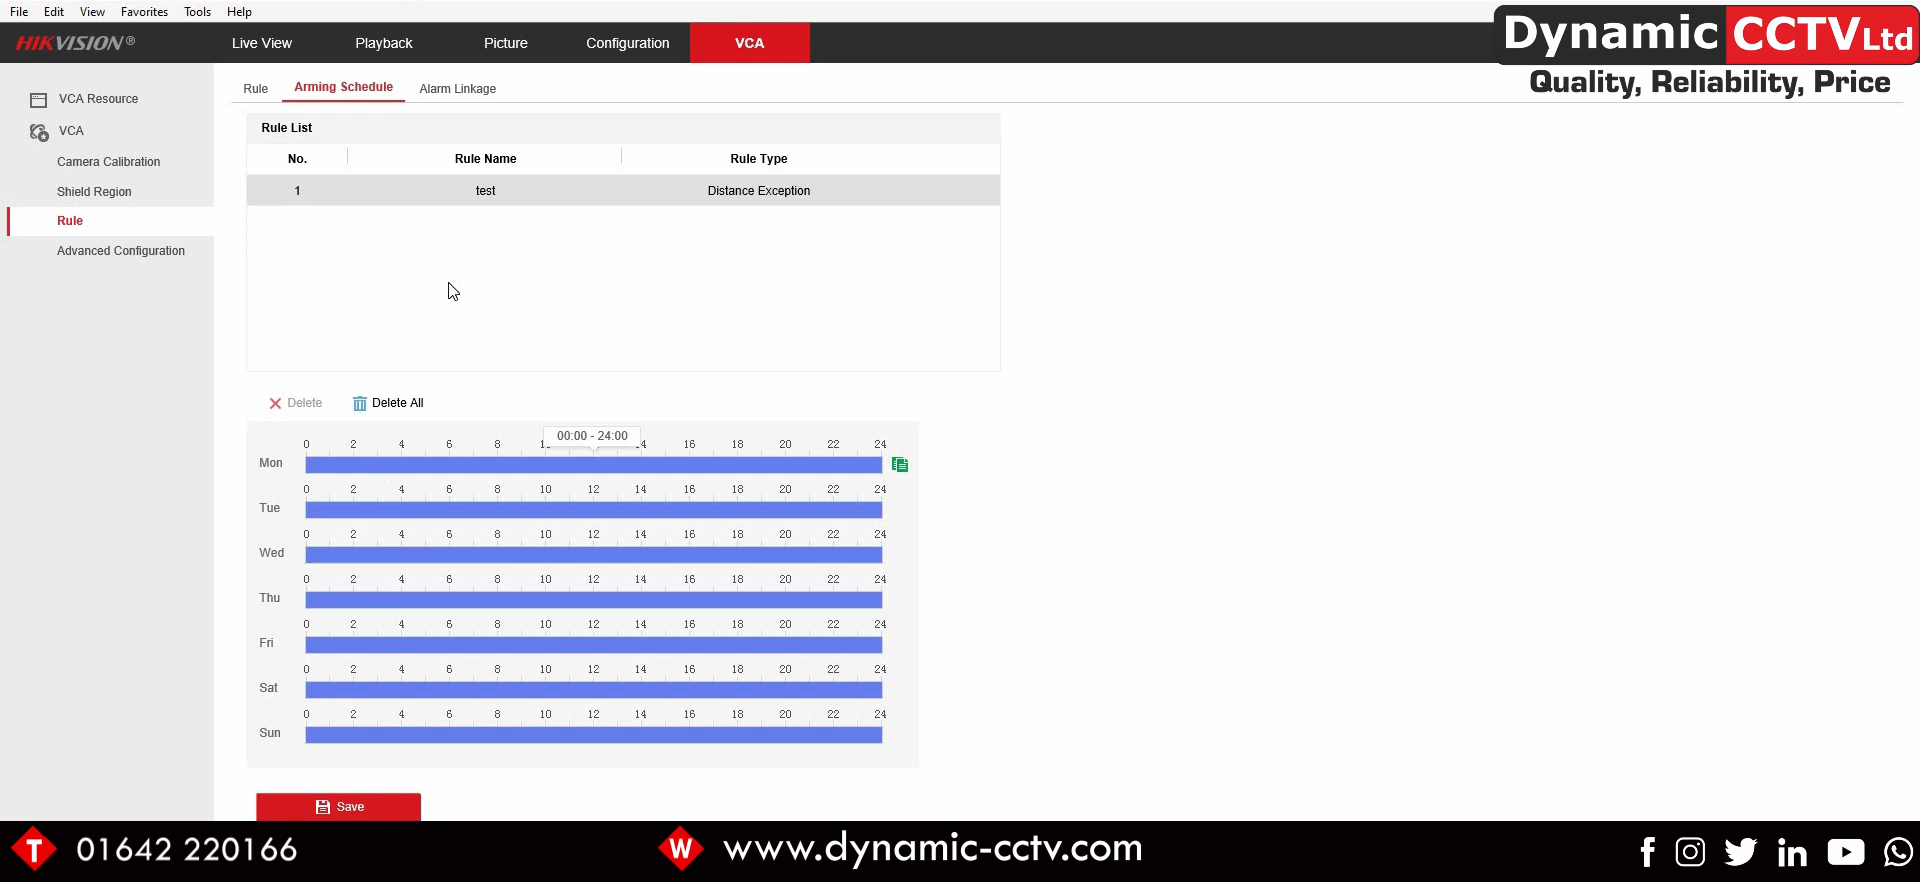 File Edit View Favorites Tools Help
HIKVISION® Live View Playback Picture Configuration VCA
Dynamic CCTV Ltd
Quality, Reliability, Price
VCA Resource
VCA
Camera Calibration
Shield Region
Rule
Advanced Configuration
Rule Arming Schedule Alarm Linkage
Rule List
No. Rule Name Rule Type
1 test Distance Exception
Delete Delete All
00:00 - 24:00
0 2 4 6 8 16 18 20 22 24
Mon
0 2 4 6 8 10 12 14 16 18 20 22 24
Tue
0 2 4 6 8 10 12 14 16 18 20 22 24
Wed
0 2 4 6 8 10 12 14 16 18 20 22 24
Thu
0 2 4 6 8 10 12 14 16 18 20 22 24
Fri
0 2 4 6 8 10 12 14 16 18 20 22 24
Sat
0 2 4 6 8 10 12 14 16 18 20 22 24
Sun
Save
T 01642 220166
W www.dynamic-cctv.com